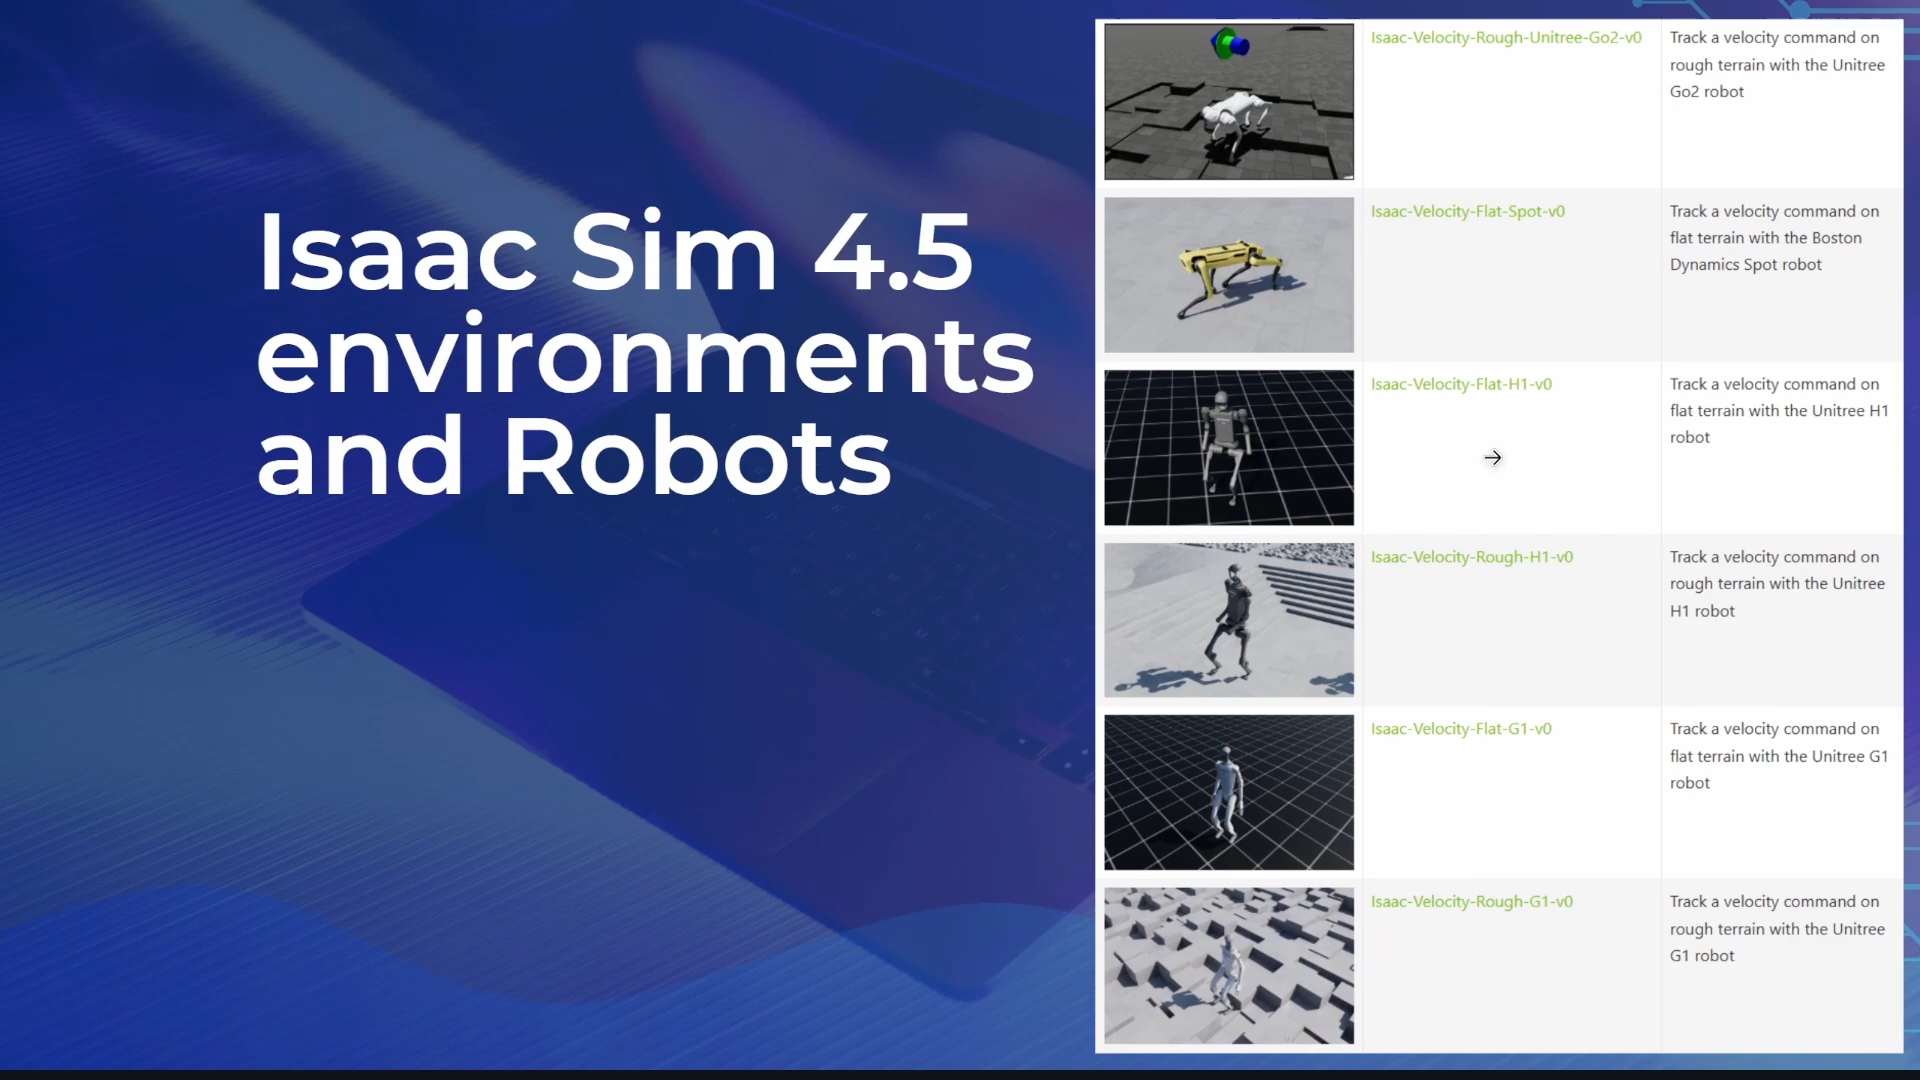 Isaac Sim 4.5
environments
and Robots
Isaac-Velocity-Rough-Unitree-Go2-v0
Track a velocity command on
rough terrain with the Unitree
Go2 robot
Isaac-Velocity-Flat-Spot-v0
Track a velocity command on
flat terrain with the Boston
Dynamics Spot robot
Isaac-Velocity-Flat-H1-v0
Track a velocity command on
flat terrain with the Unitree H1
robot
Isaac-Velocity-Rough-H1-v0
Track a velocity command on
rough terrain with the Unitree
H1 robot
Isaac-Velocity-Flat-G1-v0
Track a velocity command on
flat terrain with the Unitree G1
robot
Isaac-Velocity-Rough-G1-v0
Track a velocity command on
rough terrain with the Unitree
G1 robot